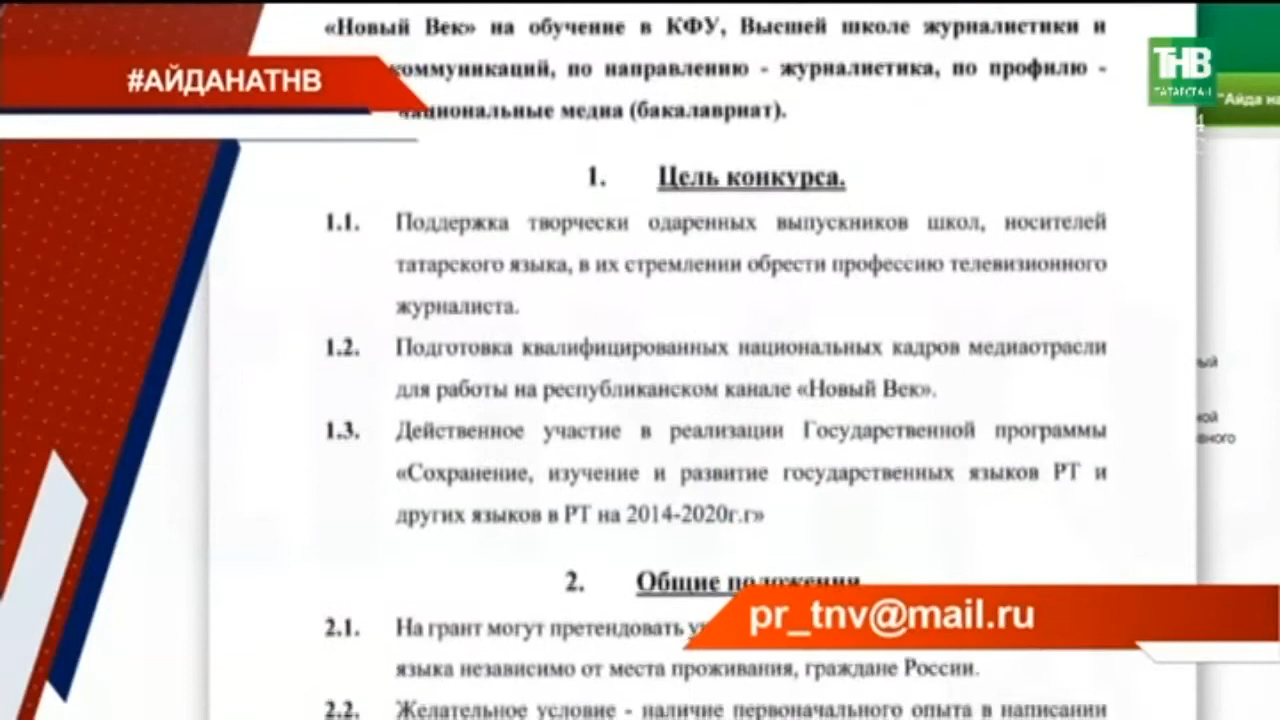 «Новый Век» на обучение в КФУ, Высшей школе журналистики и
#АЙДАНАТНВ
коммуникаций, по направлению - журналистика, по профилю -
ТНВ
ТАТАРСТАН
"Айда на
национальные медиа (бакалавриат).
1. Цель конкурса.
1.1. Поддержка творчески одаренных выпускников школ, носителей
татарского языка, в их стремлении обрести профессию телевизионного
журналиста.
1.2. Подготовка квалифицированных национальных кадров медиаотрасли
для работы на республиканском канале «Новый Век».
1.3. Действенное участие в реализации Государственной программы
«Сохранение, изучение и развитие государственных языков РТ и
других языков в РТ на 2014-2020г.г»
2. Общие положения
pr_tnv@mail.ru
2.1. На грант могут претендовать
языка независимо от места проживания, граждане России.
2.2. Желательное условие - наличие первоначального опыта в написании